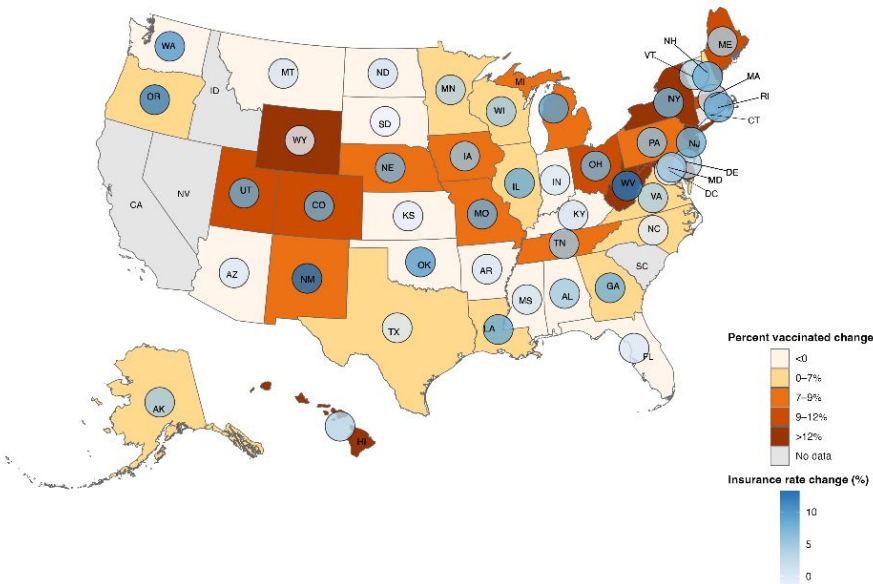 WA
MT
ND
MN
VT
NH
ME
MA
RI
CT
OR
ID
SD
WI
MI
NY
WY
NE
IA
PA
NJ
DE
MD
DC
CA
NV
UT
CO
KS
MO
IL
IN
OH
WV
VA
KY
NC
TN
SC
AZ
NM
OK
AR
MS
AL
GA
TX
LA
FL
AK
HI
Percent vaccinated change
<0
0–7%
7–9%
9–12%
>12%
No data
Insurance rate change (%)
10
5
0